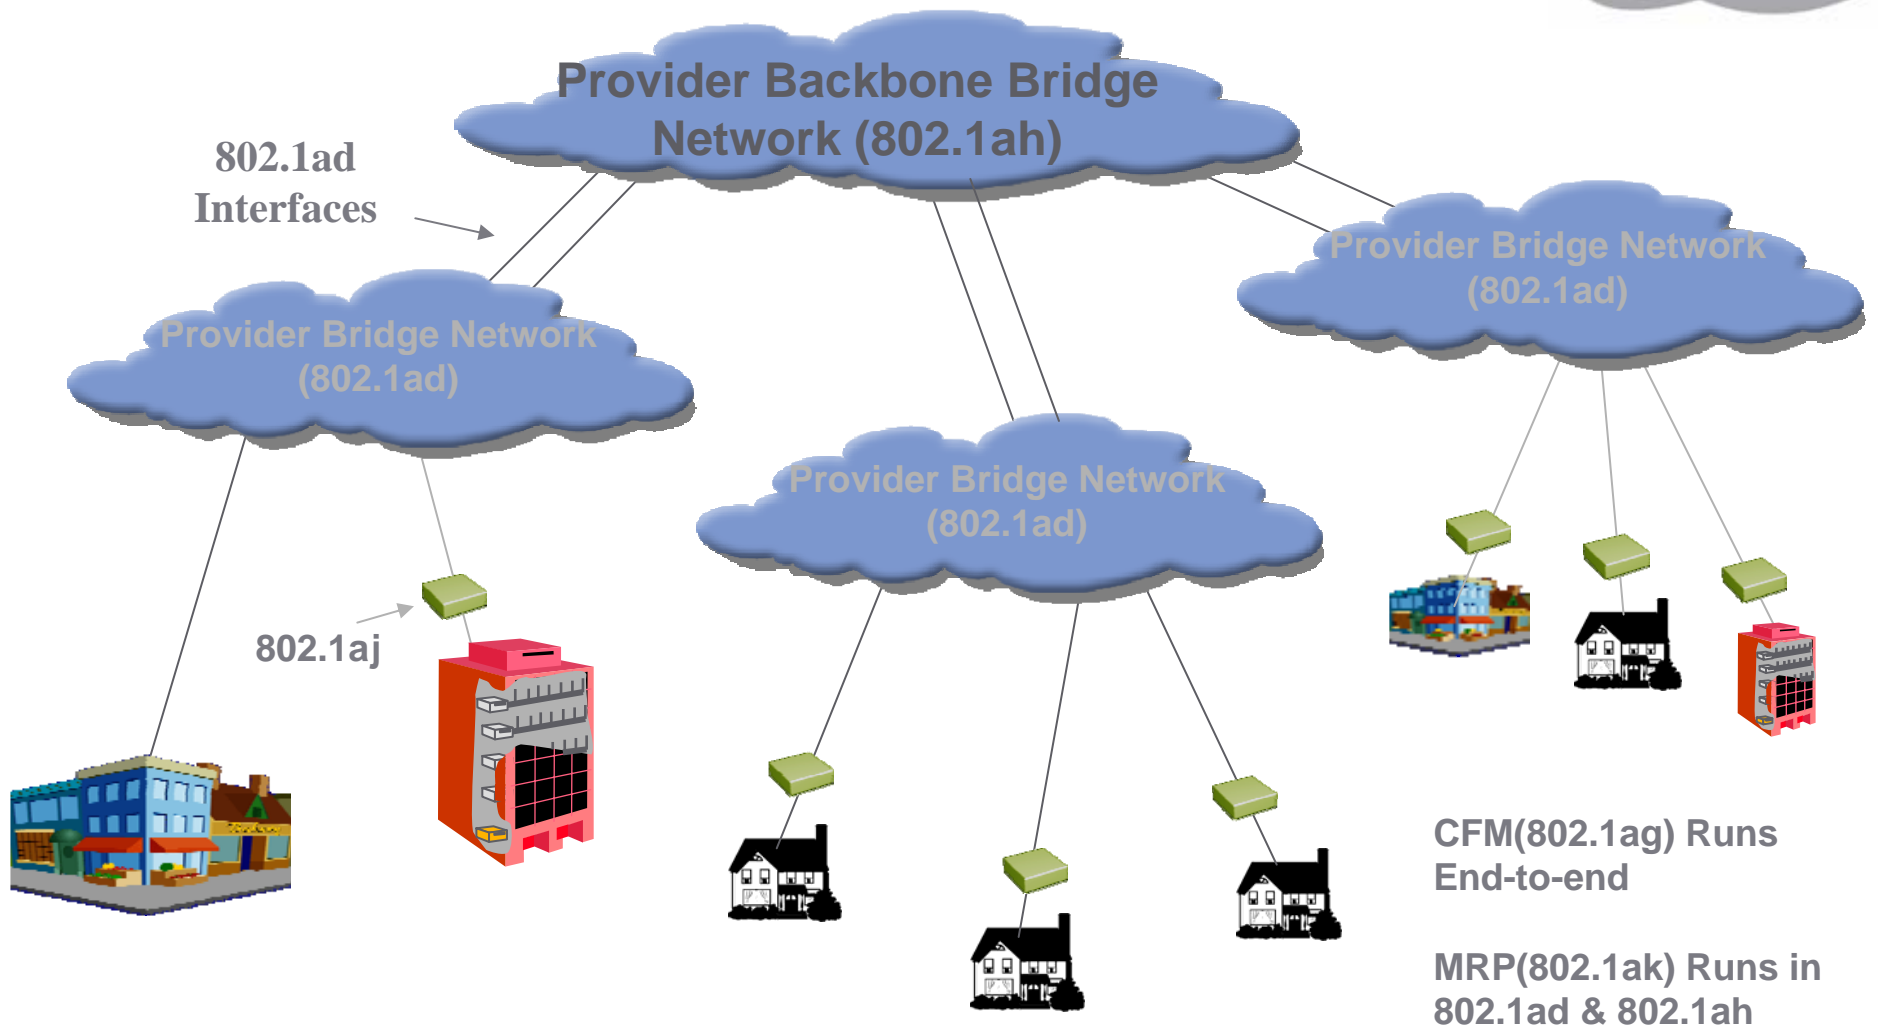 Provider Backbone Bridge
Network (802.1ah)
802.1ad
Interfaces
Provider Bridge Network
(802.1ad)
Provider Bridge Network
(802.1ad)
Provider Bridge Network
(802.1ad)
802.1aj
CFM(802.1ag) Runs
End-to-end
MRP(802.1ak) Runs in
802.1ad & 802.1ah